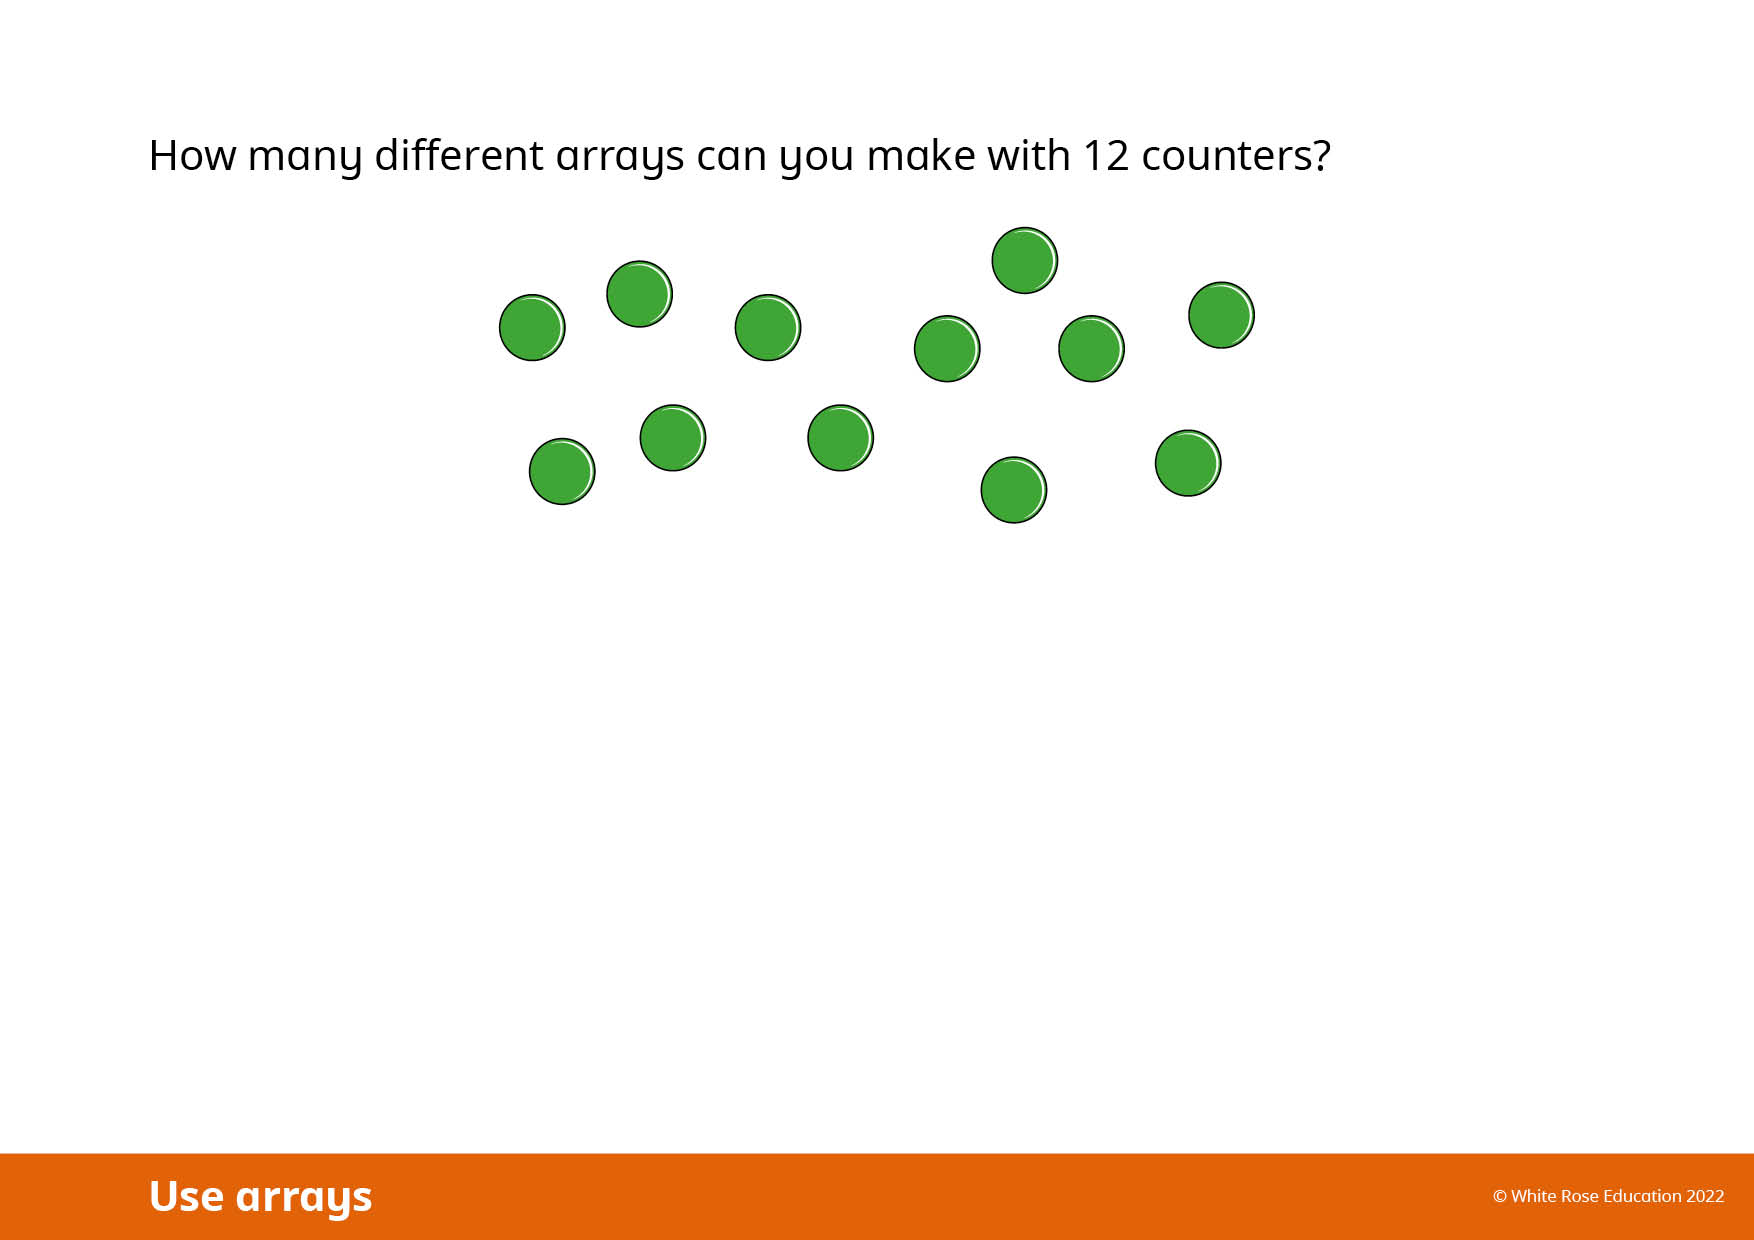 How many different arrays can you make with 12 counters?
Use arrays
© White Rose Education 2022